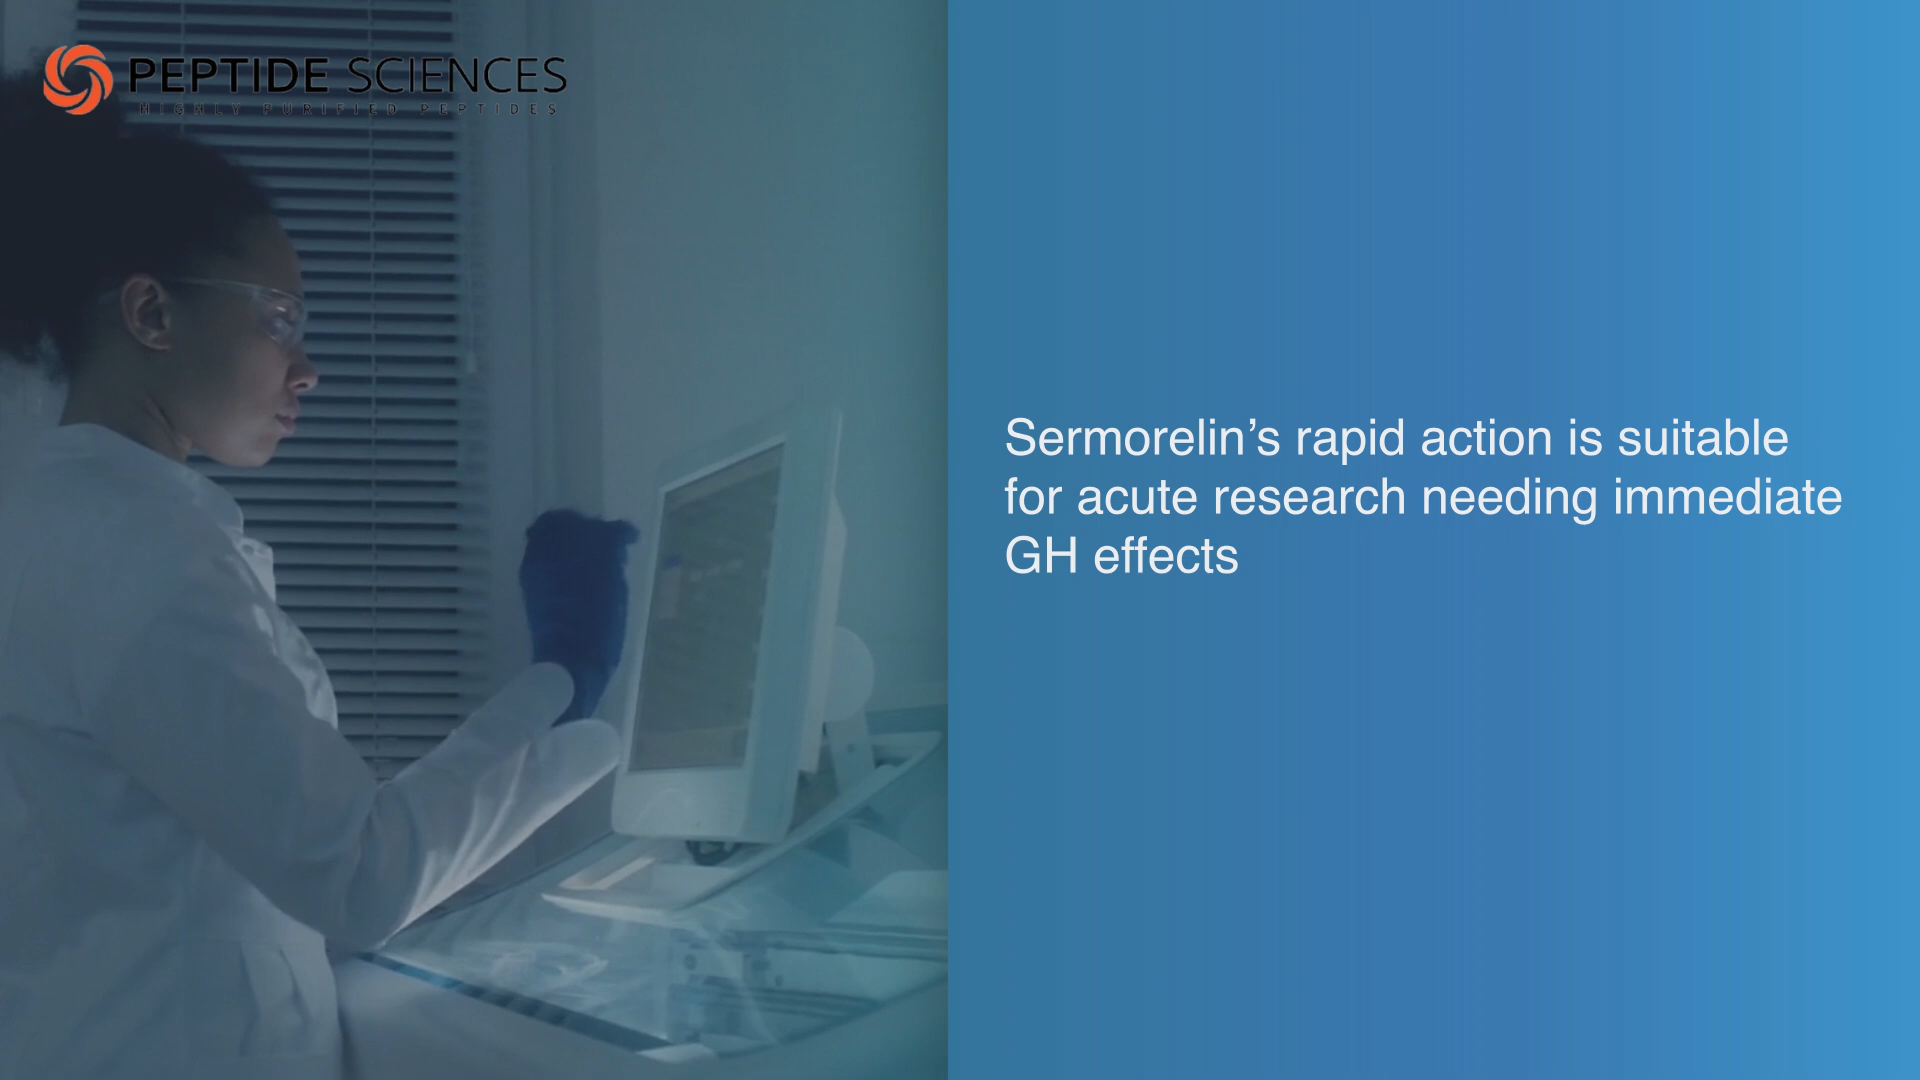 PEPTIDE SCIENCES
HIGHLY PURIFIED PEPTIDES
Sermorelin’s rapid action is suitable
for acute research needing immediate
GH effects